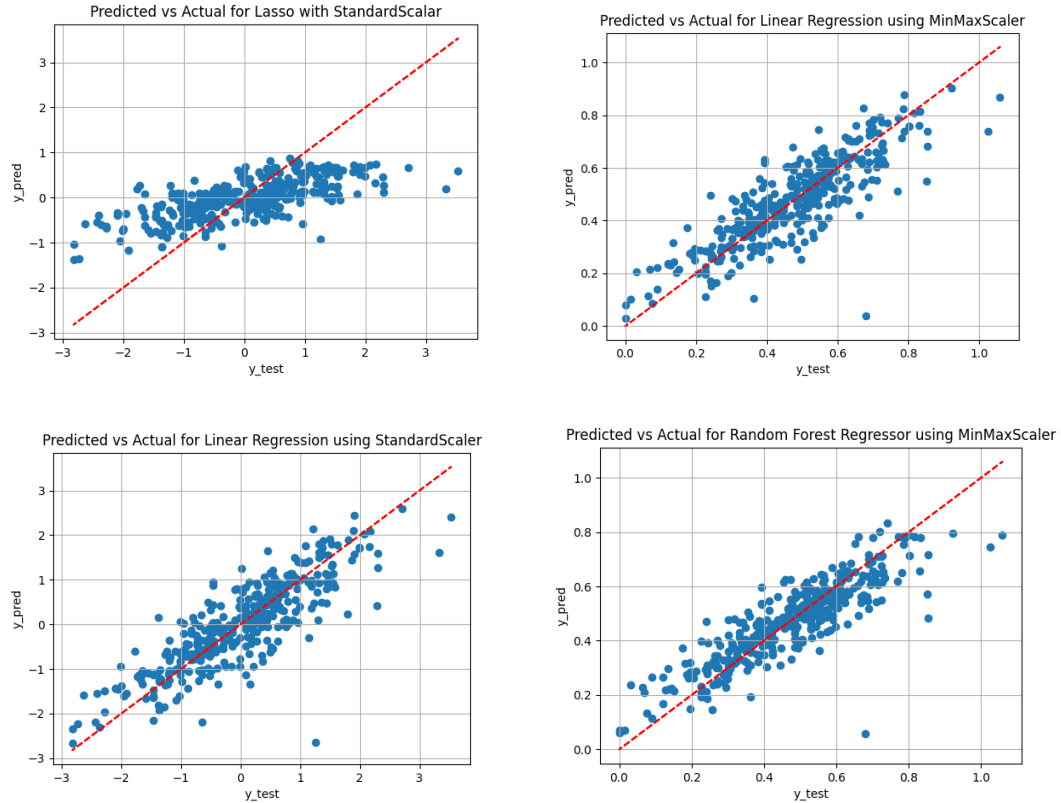 Predicted vs Actual for Lasso with StandardScalar
3
2
1
0
−1
−2
−3
y_pred
−3 −2 −1 0 1 2 3
y_test
Predicted vs Actual for Linear Regression using MinMaxScaler
1.0
0.8
0.6
0.4
0.2
0.0
y_pred
0.0 0.2 0.4 0.6 0.8 1.0
y_test
Predicted vs Actual for Linear Regression using StandardScaler
3
2
1
0
−1
−2
−3
y_pred
−3 −2 −1 0 1 2 3
y_test
Predicted vs Actual for Random Forest Regressor using MinMaxScaler
1.0
0.8
0.6
0.4
0.2
0.0
y_pred
0.0 0.2 0.4 0.6 0.8 1.0
y_test